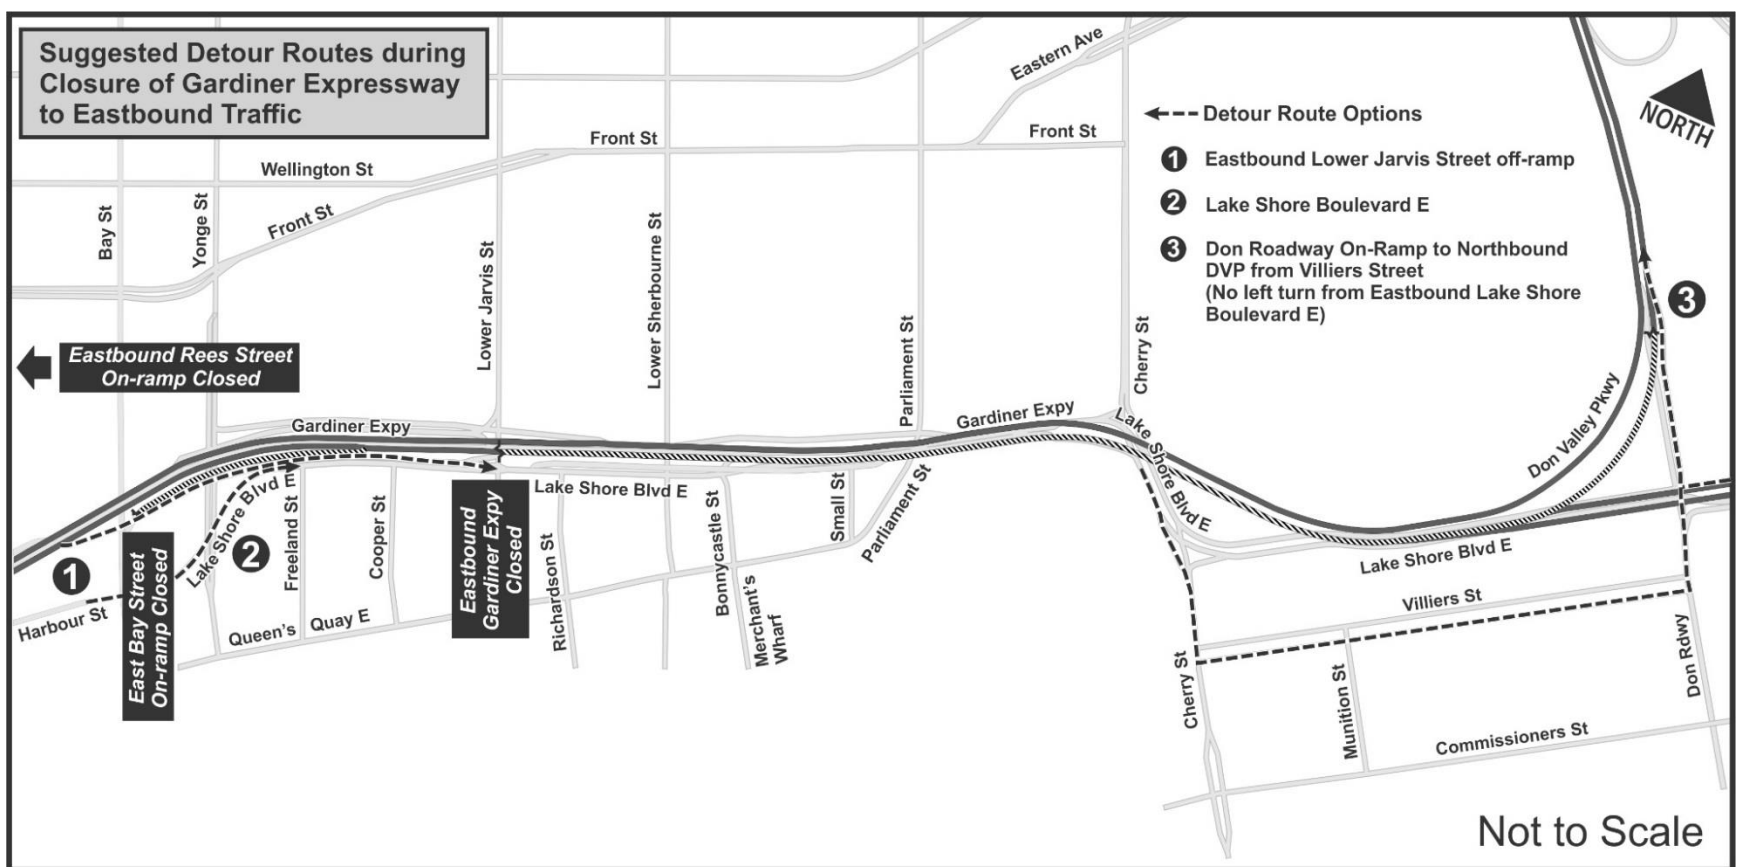 Suggested Detour Routes during
Closure of Gardiner Expressway
to Eastbound Traffic
Eastern Ave
NORTH
Detour Route Options
1 Eastbound Lower Jarvis Street off-ramp
2 Lake Shore Boulevard E
3 Don Roadway On-Ramp to Northbound
DVP from Villiers Street
(No left turn from Eastbound Lake Shore
Boulevard E)
Front St
Front St
Wellington St
Front St
Bay St
Yonge St
Lower Jarvis St
Lower Sherbourne St
Parliament St
Cherry St
3
Eastbound Rees Street
On-ramp Closed
Gardiner Expy
Gardiner Expy
Lake Shore Blvd E
Don Valley Pkwy
Lake Shore Blvd E
Lake Shore Blvd E
Lake Shore Blvd E
1
2
Harbour St
East Bay Street
On-ramp Closed
Freeland St
Cooper St
Queen's Quay E
Eastbound
Gardiner Expy
Closed
Richardson St
Bonnycastle St
Merchant's
Wharf
Small St
Parliament St
Villiers St
Cherry St
Munition St
Don Rdwy
Commissioners St
Not to Scale